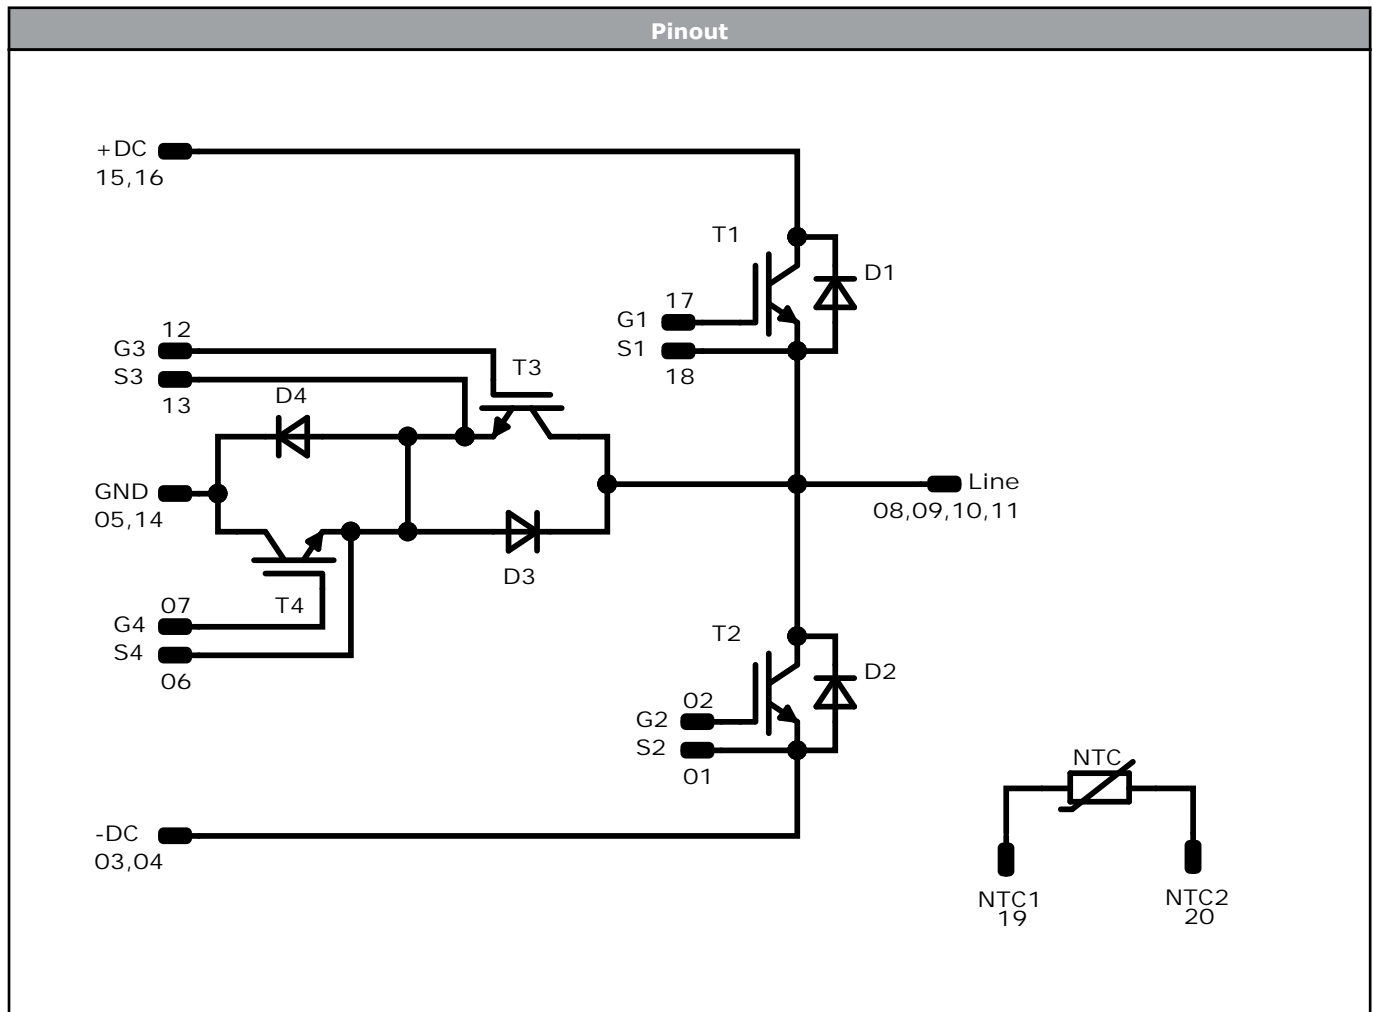 Pinout
+DC
15,16
T1
D1
17
G1
S1
18
12
G3
S3
13
T3
D4
GND
05,14
Line
08,09,10,11
D3
07
G4
S4
06
T4
T2
D2
02
G2
S2
01
-DC
03,04
NTC
NTC1
19
NTC2
20